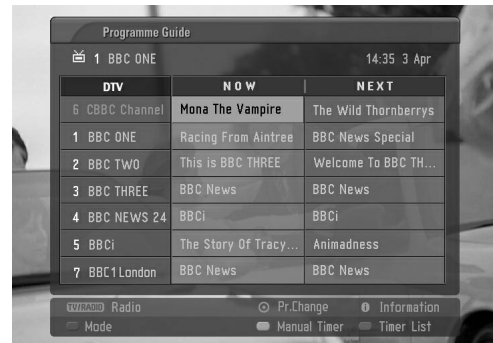 Programme Guide
1 BBC ONE 14:35 3 Apr
DTV NOW NEXT
6 CBBC Channel Mona The Vampire The Wild Thornberrys
1 BBC ONE Racing From Aintree BBC News Special
2 BBC TWO This is BBC THREE Welcome To BBC TH...
3 BBC THREE BBC News BBC News
4 BBC NEWS 24 BBCi BBCi
5 BBCi The Story Of Tracy... Animadness
7 BBC1 London BBC News BBC News
TV/RADIO Radio Pr.Change i Information
Mode Manual Timer Timer List